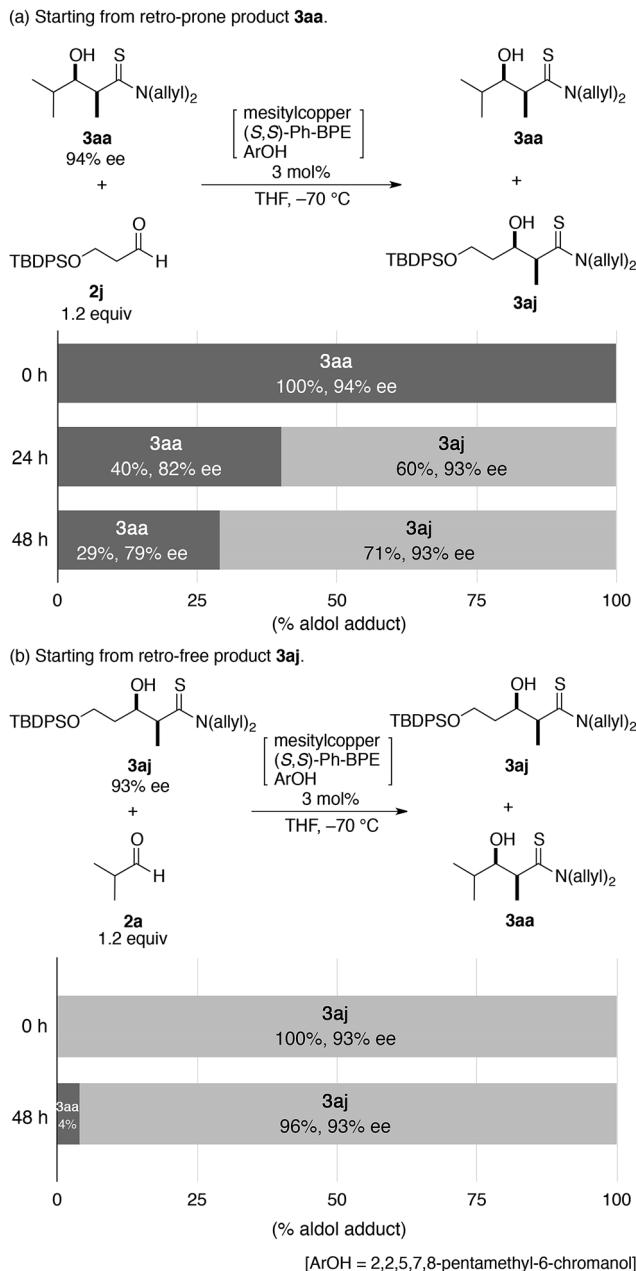 (a) Starting from retro-prone product 3aa.
OH S
N(allyl)2
3aa
94% ee
+
O
TBDPSO H
2j
1.2 equiv
mesitylcopper
(S,S)-Ph-BPE
ArOH
3 mol%
THF, –70 °C
OH S
N(allyl)2
3aa
+
OH S
TBDPSO N(allyl)2
3aj
0 h
3aa
100%, 94% ee
24 h
3aa
40%, 82% ee
3aj
60%, 93% ee
48 h
3aa
29%, 79% ee
3aj
71%, 93% ee
0 25 50 75 100
(% aldol adduct)
(b) Starting from retro-free product 3aj.
OH S
TBDPSO N(allyl)2
3aj
93% ee
+
O
H
2a
1.2 equiv
mesitylcopper
(S,S)-Ph-BPE
ArOH
3 mol%
THF, –70 °C
OH S
TBDPSO N(allyl)2
3aj
+
OH S
N(allyl)2
3aa
0 h
3aj
100%, 93% ee
48 h
3aa
4%
3aj
96%, 93% ee
0 25 50 75 100
(% aldol adduct)
[ArOH = 2,2,5,7,8-pentamethyl-6-chromanol]